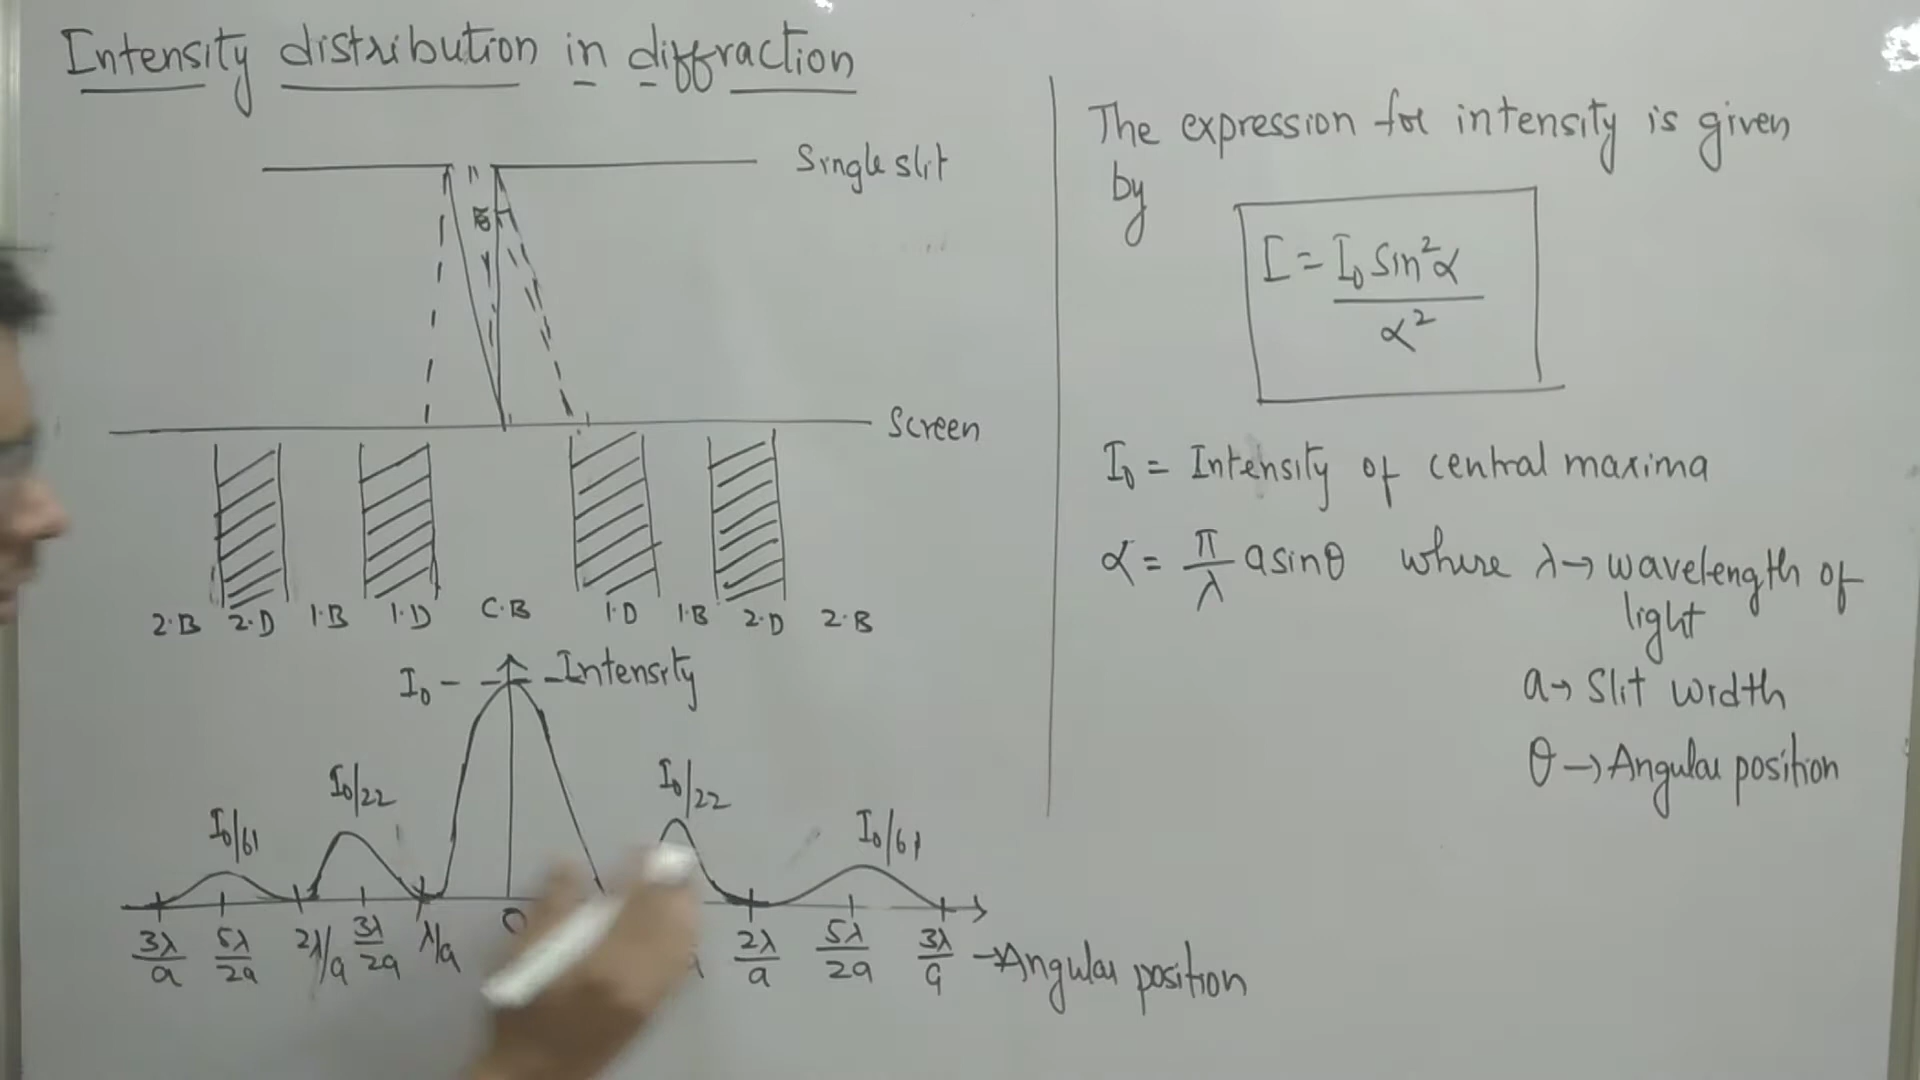 Intensity distribution in diffraction
Single slit
Screen
2·B 2·D 1·B 1·D C·B 1·D 1·B 2·D 2·B
I₀ - - Intensity
I₀/61 I₀/22 I₀/22 I₀/61
3λ/a 5λ/2a 2λ/a 3λ/2a λ/a 0 2λ/a 5λ/2a 3λ/a → Angular position
The expression for intensity is given
by
I = I₀ Sin²α / α²
I₀ = Intensity of central maxima
α = π/λ a sinθ where λ → wavelength of
light
a → Slit width
θ → Angular position